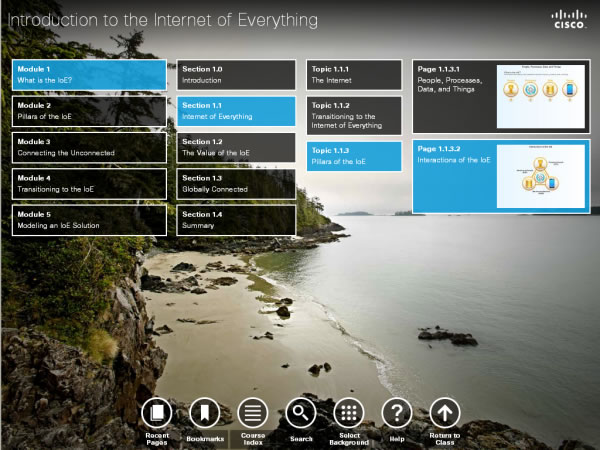 Introduction to the Internet of Everything
CISCO
Module 1
What is the IoE?
Module 2
Pillars of the IoE
Module 3
Connecting the Unconnected
Module 4
Transitioning to the IoE
Module 5
Modeling an IoE Solution
Section 1.0
Introduction
Section 1.1
Internet of Everything
Section 1.2
The Value of the IoE
Section 1.3
Globally Connected
Section 1.4
Summary
Topic 1.1.1
The Internet
Topic 1.1.2
Transitioning to the
Internet of Everything
Topic 1.1.3
Pillars of the IoE
Page 1.1.3.1
People, Processes,
Data, and Things
Page 1.1.3.2
Interactions of the IoE
Recent
Pages
Bookmarks
Course
Index
Search
Select
Background
Help
Return to
Class